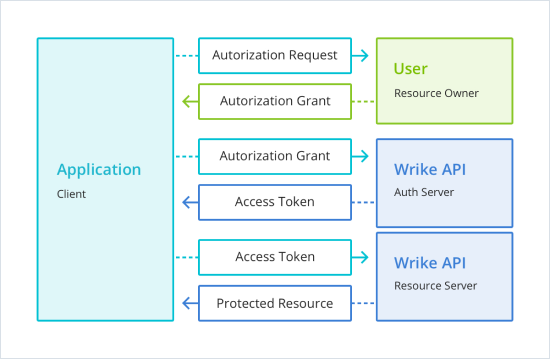 Application
Client
Autorization Request
Autorization Grant
User
Resource Owner
Autorization Grant
Access Token
Wrike API
Auth Server
Access Token
Protected Resource
Wrike API
Resource Server